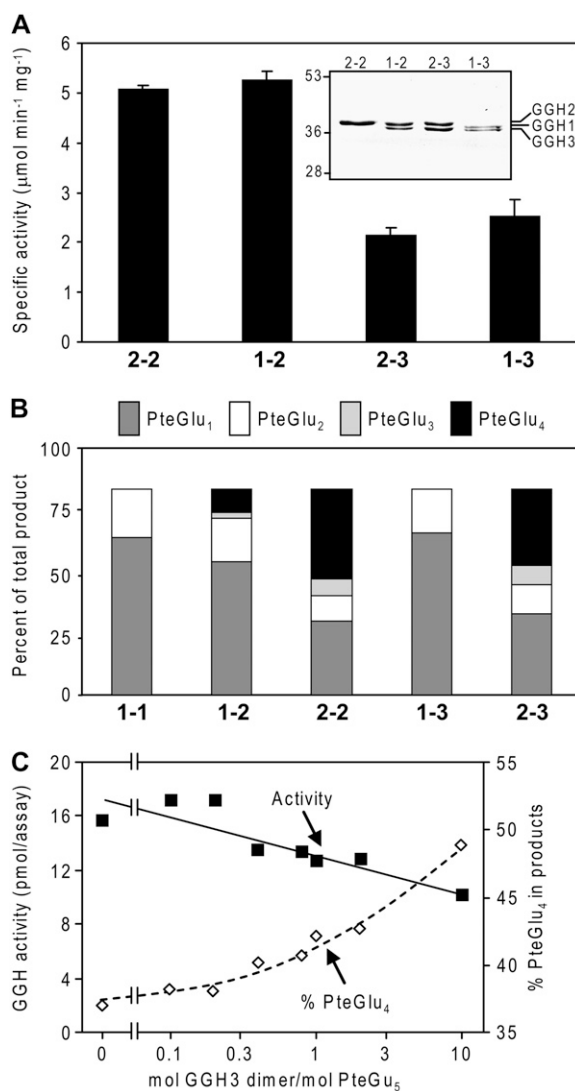 A
Specific activity (μmol min⁻¹ mg⁻¹)
6
5
4
3
2
1
0
2-2 1-2 2-3 1-3
53
36
28
GGH2
GGH1
GGH3
2-2 1-2 2-3 1-3
B
PteGlu₁ PteGlu₂ PteGlu₃ PteGlu₄
Percent of total product
100
75
50
25
0
1-1 1-2 2-2 1-3 2-3
C
GGH activity (pmol/assay)
20
16
12
8
4
0
Activity
% PteGlu₄
55
50
45
40
35
% PteGlu₄ in products
0 0.1 0.3 1 3 10
mol GGH3 dimer/mol PteGu₅